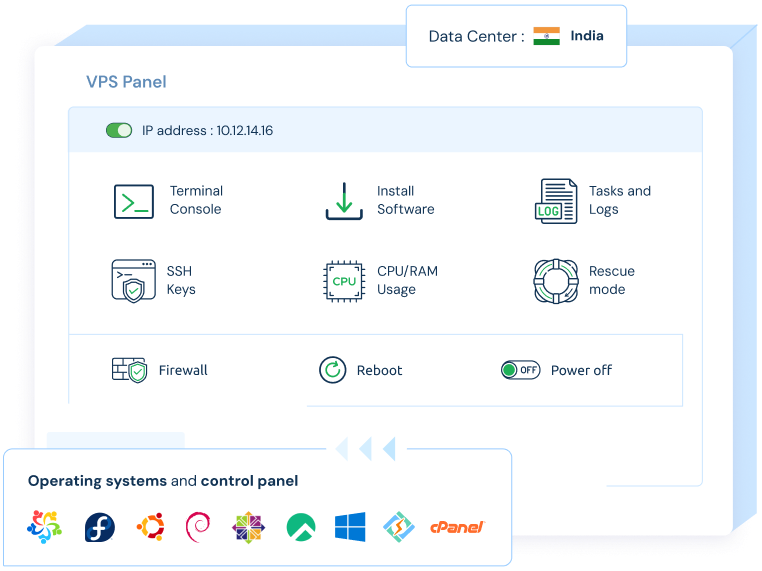 Data Center : India
VPS Panel
IP address : 10.12.14.16
Terminal
Console
Install
Software
Tasks and
Logs
LOG
SSH
Keys
CPU
CPU/RAM
Usage
Rescue
mode
Firewall
Reboot
OFF
Power off
Operating systems and control panel
cPanel